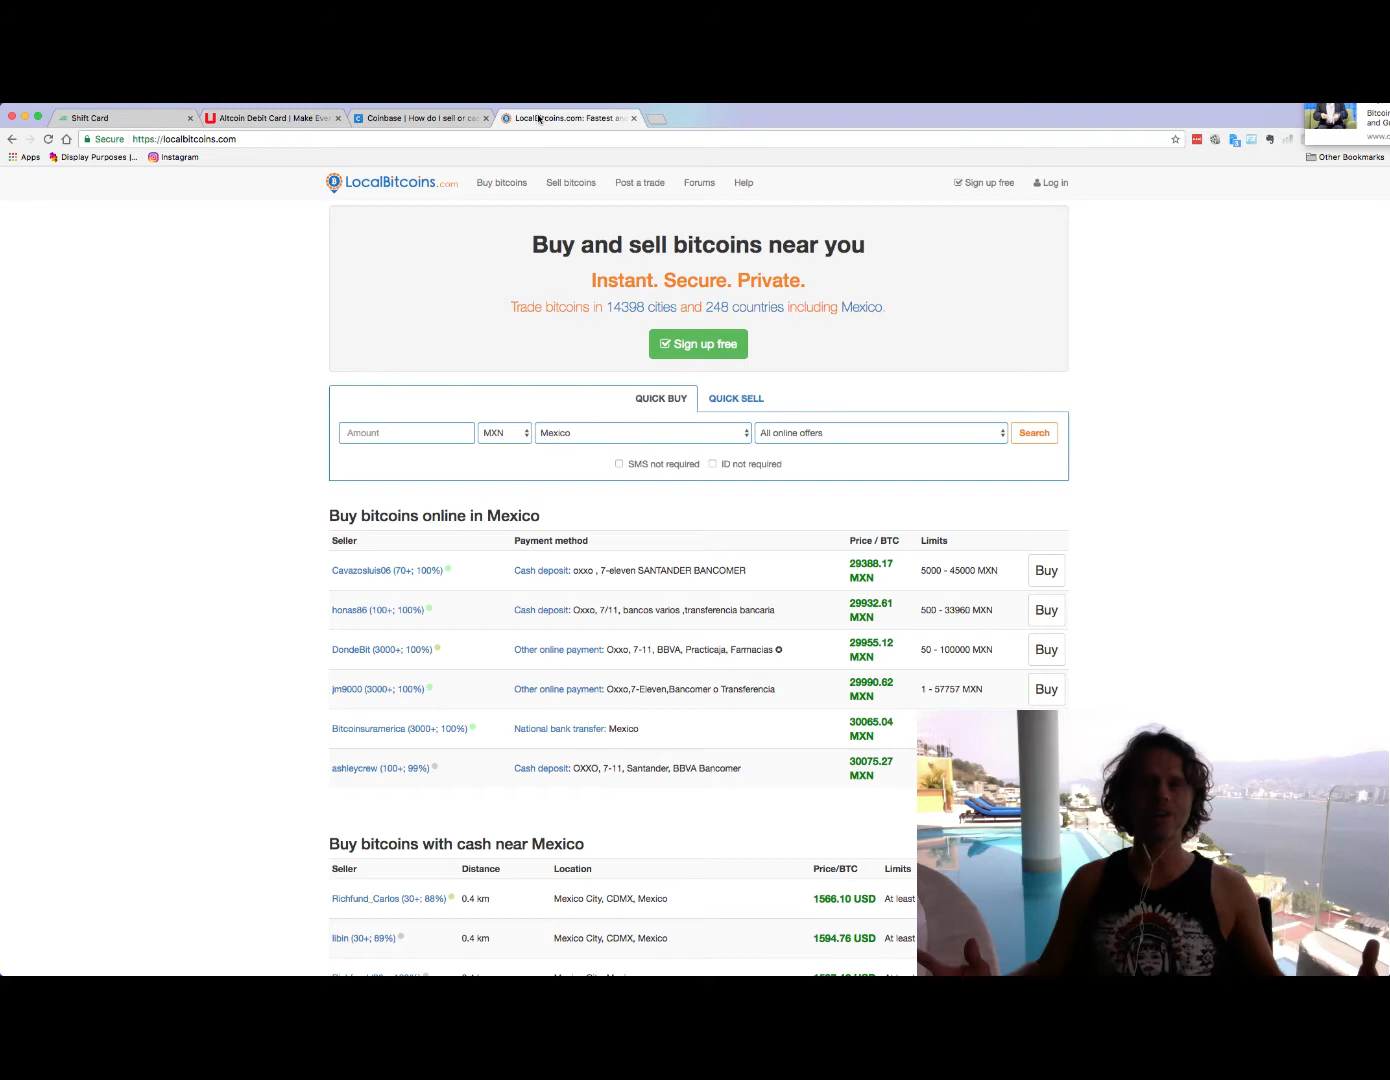 Shift Card
Altcoin Debit Card | Make Ever
Coinbase | How do I sell or ca
LocalBitcoins.com: Fastest an
Bitcoin
and G
www.c
Secure https://localbitcoins.com
Apps Display Purposes |... Instagram Other Bookmarks
LocalBitcoins.com Buy bitcoins Sell bitcoins Post a trade Forums Help Sign up free Log in
Buy and sell bitcoins near you
Instant. Secure. Private.
Trade bitcoins in 14398 cities and 248 countries including Mexico.
Sign up free
QUICK BUY QUICK SELL
Amount MXN Mexico All online offers Search
SMS not required ID not required
Buy bitcoins online in Mexico
Seller Payment method Price / BTC Limits
Cavazosluis06 (70+; 100%) Cash deposit: oxxo , 7-eleven SANTANDER BANCOMER 29388.17 MXN 5000 - 45000 MXN Buy
honas86 (100+; 100%) Cash deposit: Oxxo, 7/11, bancos varios ,transferencia bancaria 29932.61 MXN 500 - 33960 MXN Buy
DondeBit (3000+; 100%) Other online payment: Oxxo, 7-11, BBVA, Practicaja, Farmacias 29955.12 MXN 50 - 100000 MXN Buy
jm9000 (3000+; 100%) Other online payment: Oxxo,7-Eleven,Bancomer o Transferencia 29990.62 MXN 1 - 57757 MXN Buy
Bitcoinsuramerica (3000+; 100%) National bank transfer: Mexico 30065.04 MXN
ashleycrew (100+; 99%) Cash deposit: OXXO, 7-11, Santander, BBVA Bancomer 30075.27 MXN
Buy bitcoins with cash near Mexico
Seller Distance Location Price/BTC Limits
Richfund_Carlos (30+; 88%) 0.4 km Mexico City, CDMX, Mexico 1566.10 USD At least
libin (30+; 89%) 0.4 km Mexico City, CDMX, Mexico 1594.76 USD At least